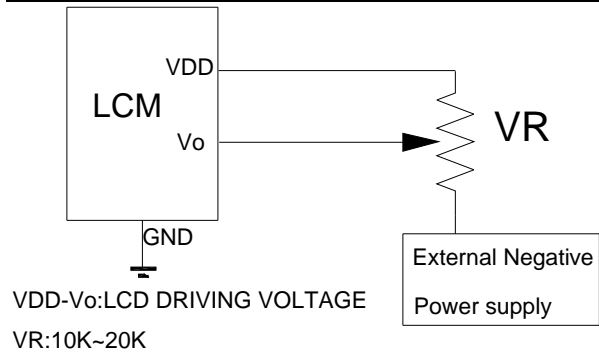 VDD
LCM
Vo
VR
GND
External Negative
Power supply
VDD-Vo:LCD DRIVING VOLTAGE
VR:10K~20K